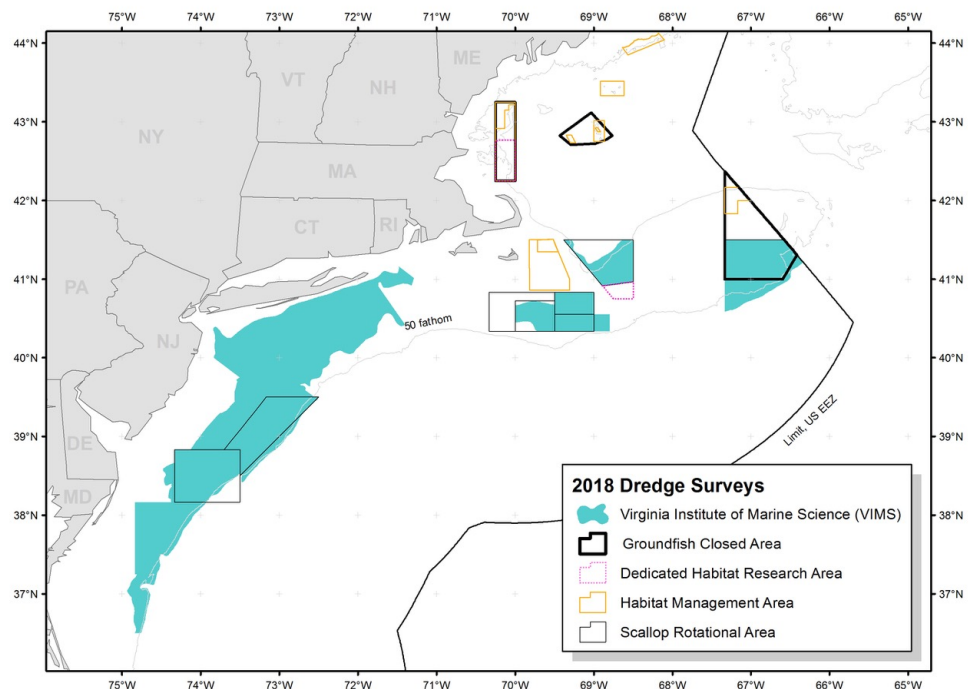 75°W 74°W 73°W 72°W 71°W 70°W 69°W 68°W 67°W 66°W 65°W
44°N 44°N
ME
VT
NH
43°N 43°N
NY
MA
42°N 42°N
CT
RI
41°N 41°N
PA
50 fathom
NJ
40°N 40°N
Limit, US EEZ
39°N 39°N
DE
MD
2018 Dredge Surveys
Virginia Institute of Marine Science (VIMS)
Groundfish Closed Area
Dedicated Habitat Research Area
Habitat Management Area
Scallop Rotational Area
38°N 38°N
37°N 37°N
75°W 74°W 73°W 72°W 71°W 70°W 69°W 68°W 67°W 66°W 65°W